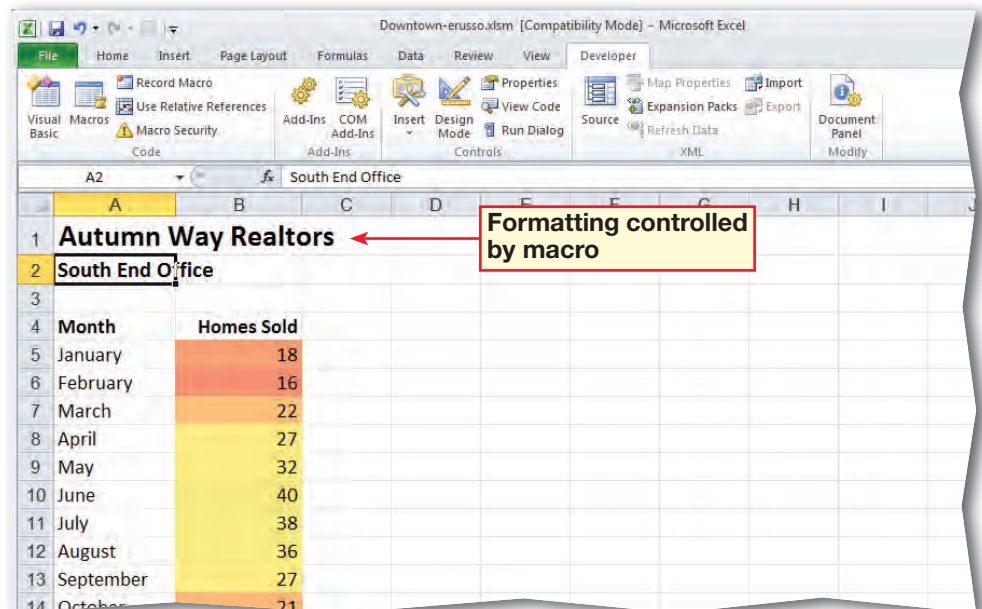 Downtown-erusso.xlsm [Compatibility Mode] - Microsoft Excel
File Home Insert Page Layout Formulas Data Review View Developer
Visual Basic
Macros
Record Macro
Use Relative References
Macro Security
Code
Add-Ins
COM Add-Ins
Add-Ins
Insert
Design Mode
Properties
View Code
Run Dialog
Controls
Source
Map Properties
Expansion Packs
Refresh Data
Import
Export
XML
Document Panel
Modify
A2 fx South End Office
A B C D E F G H I J
1 Autumn Way Realtors
Formatting controlled
by macro
2 South End Office
3
4 Month Homes Sold
5 January 18
6 February 16
7 March 22
8 April 27
9 May 32
10 June 40
11 July 38
12 August 36
13 September 27
14 October 21